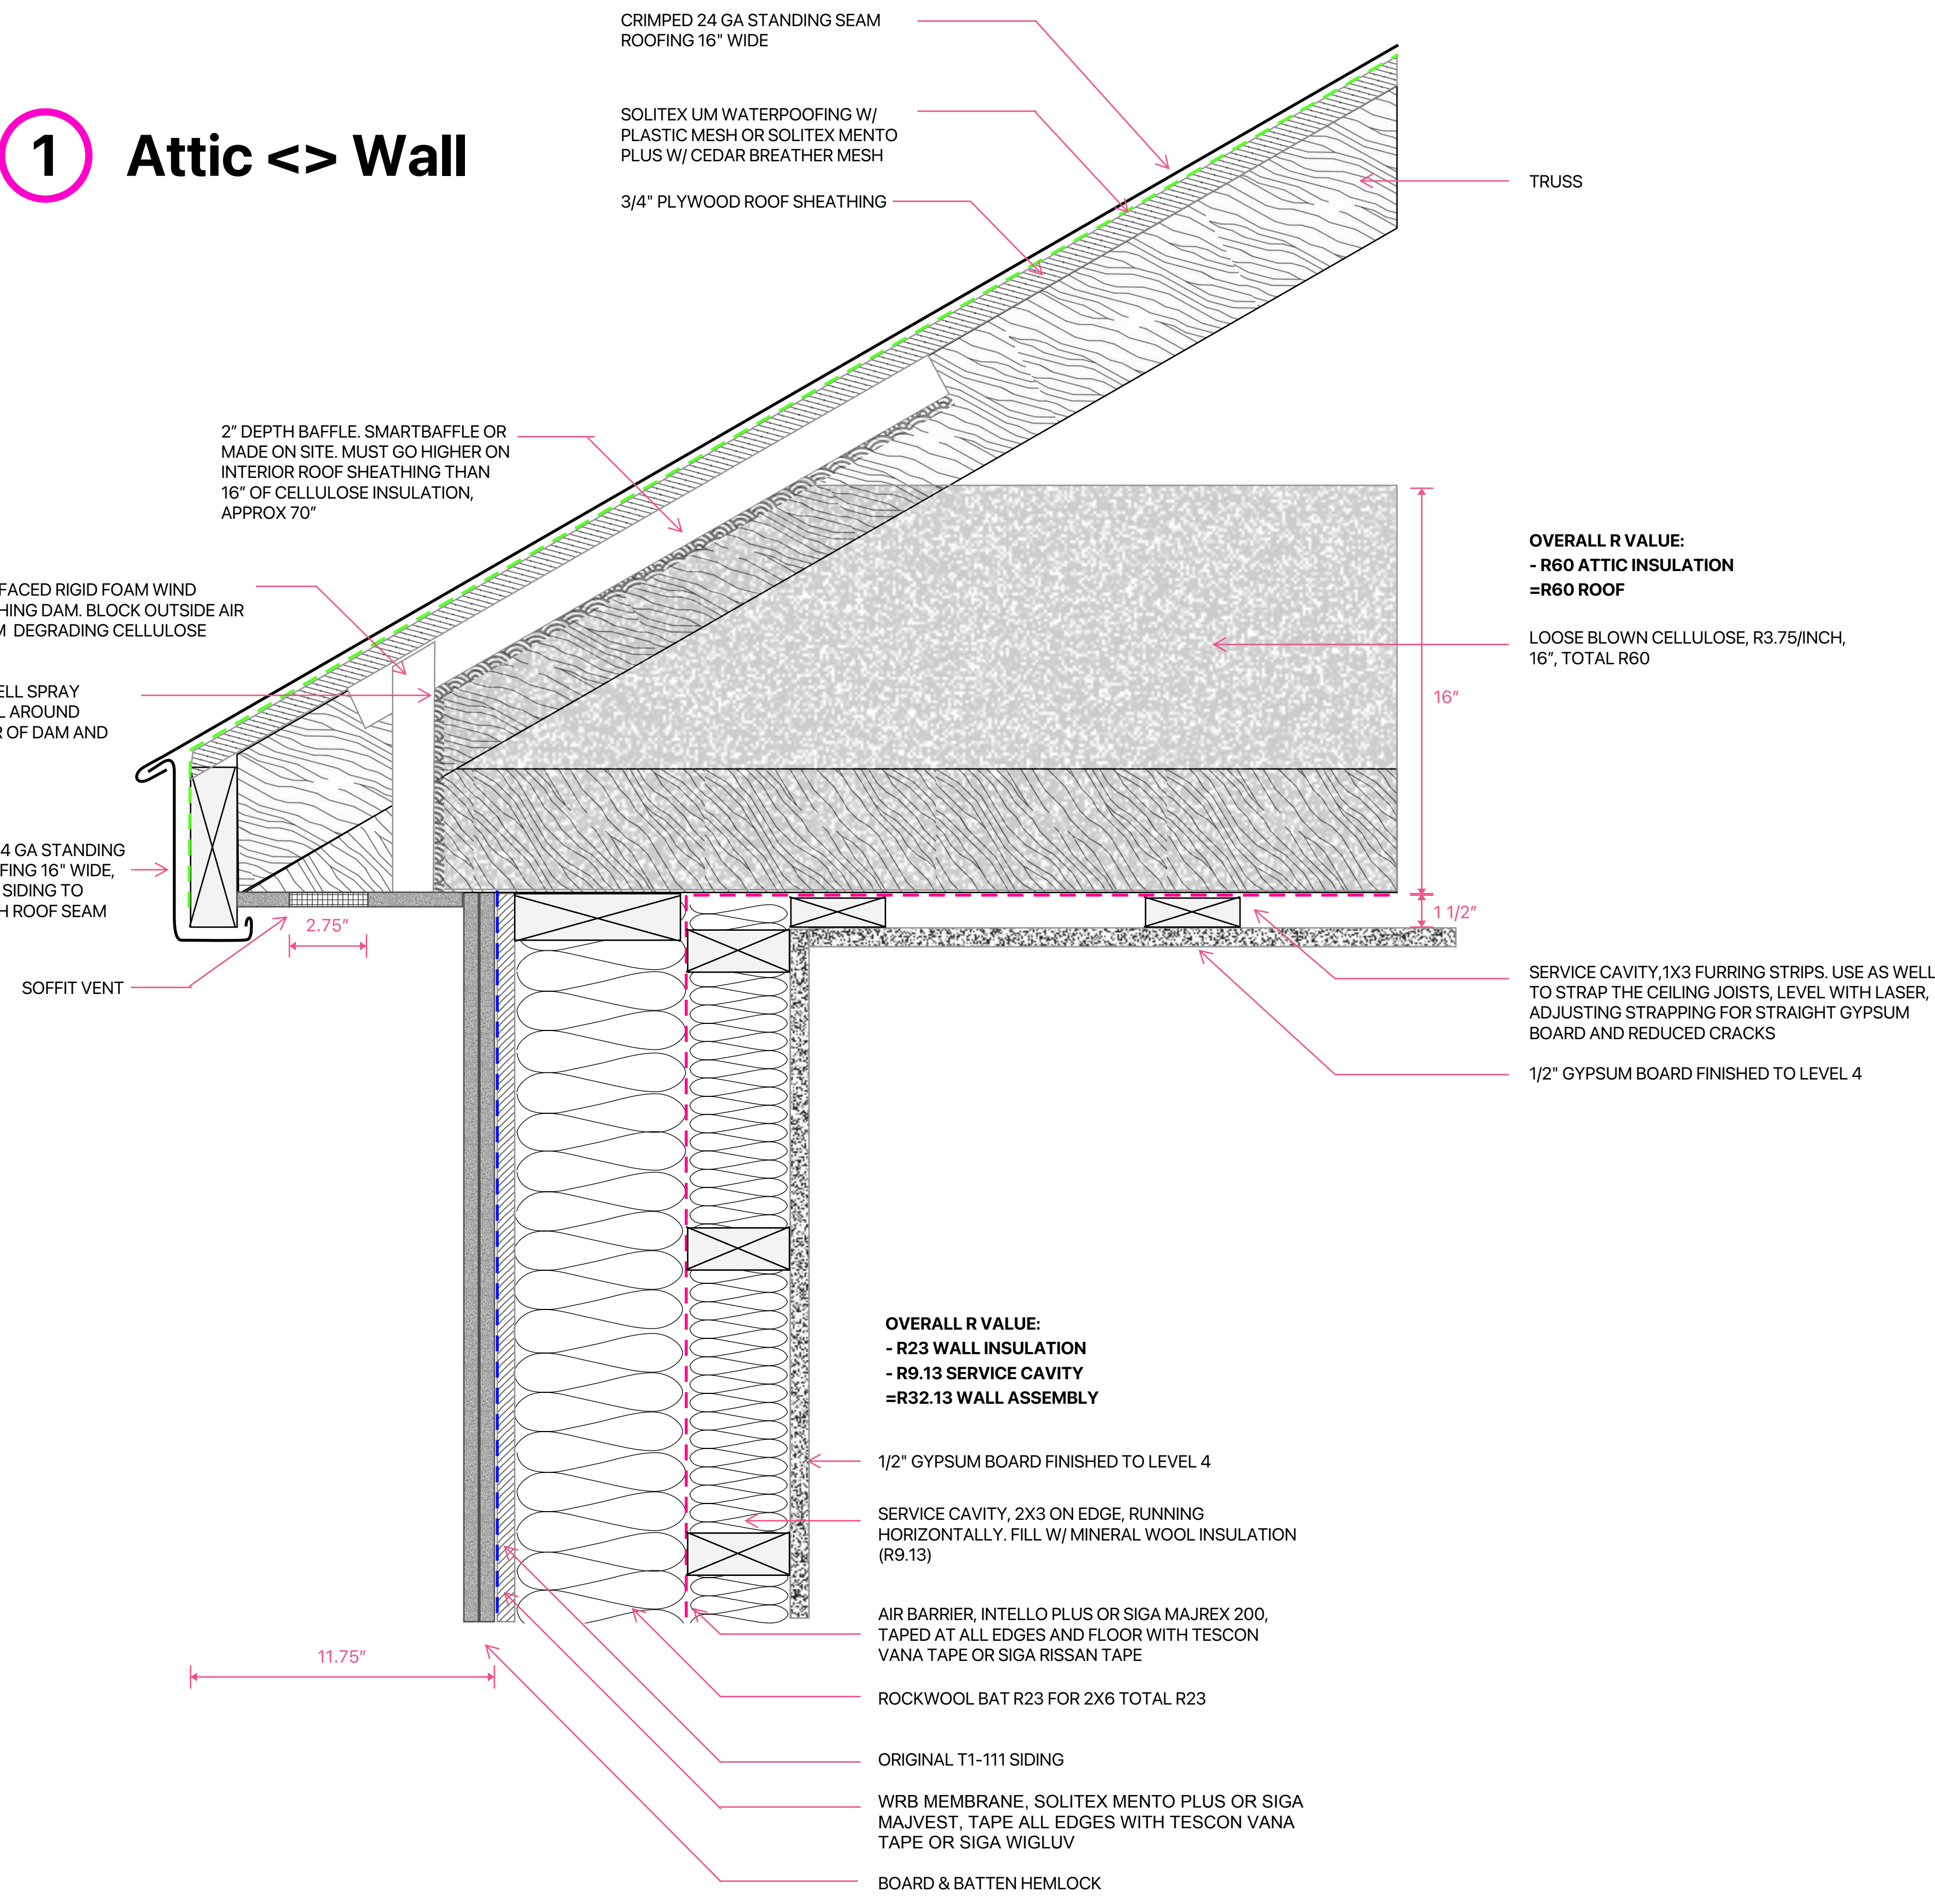 CRIMPED 24 GA STANDING SEAM
ROOFING 16" WIDE
1 Attic <> Wall
SOLITEX UM WATERPOOFING W/
PLASTIC MESH OR SOLITEX MENTO
PLUS W/ CEDAR BREATHER MESH
3/4" PLYWOOD ROOF SHEATHING
TRUSS
2” DEPTH BAFFLE. SMARTBAFFLE OR
MADE ON SITE. MUST GO HIGHER ON
INTERIOR ROOF SHEATHING THAN
16” OF CELLULOSE INSULATION,
APPROX 70”
FACED RIGID FOAM WIND
HING DAM. BLOCK OUTSIDE AIR
M DEGRADING CELLULOSE
ELL SPRAY
L AROUND
R OF DAM AND
4 GA STANDING
FING 16" WIDE,
SIDING TO
H ROOF SEAM
2.75”
SOFFIT VENT
OVERALL R VALUE:
- R60 ATTIC INSULATION
=R60 ROOF
LOOSE BLOWN CELLULOSE, R3.75/INCH,
16”, TOTAL R60
16”
1 1/2”
SERVICE CAVITY,1X3 FURRING STRIPS. USE AS WELL
TO STRAP THE CEILING JOISTS, LEVEL WITH LASER,
ADJUSTING STRAPPING FOR STRAIGHT GYPSUM
BOARD AND REDUCED CRACKS
1/2" GYPSUM BOARD FINISHED TO LEVEL 4
OVERALL R VALUE:
- R23 WALL INSULATION
- R9.13 SERVICE CAVITY
=R32.13 WALL ASSEMBLY
1/2" GYPSUM BOARD FINISHED TO LEVEL 4
SERVICE CAVITY, 2X3 ON EDGE, RUNNING
HORIZONTALLY. FILL W/ MINERAL WOOL INSULATION
(R9.13)
AIR BARRIER, INTELLO PLUS OR SIGA MAJREX 200,
TAPED AT ALL EDGES AND FLOOR WITH TESCON
VANA TAPE OR SIGA RISSAN TAPE
11.75”
ROCKWOOL BAT R23 FOR 2X6 TOTAL R23
ORIGINAL T1-111 SIDING
WRB MEMBRANE, SOLITEX MENTO PLUS OR SIGA
MAJVEST, TAPE ALL EDGES WITH TESCON VANA
TAPE OR SIGA WIGLUV
BOARD & BATTEN HEMLOCK